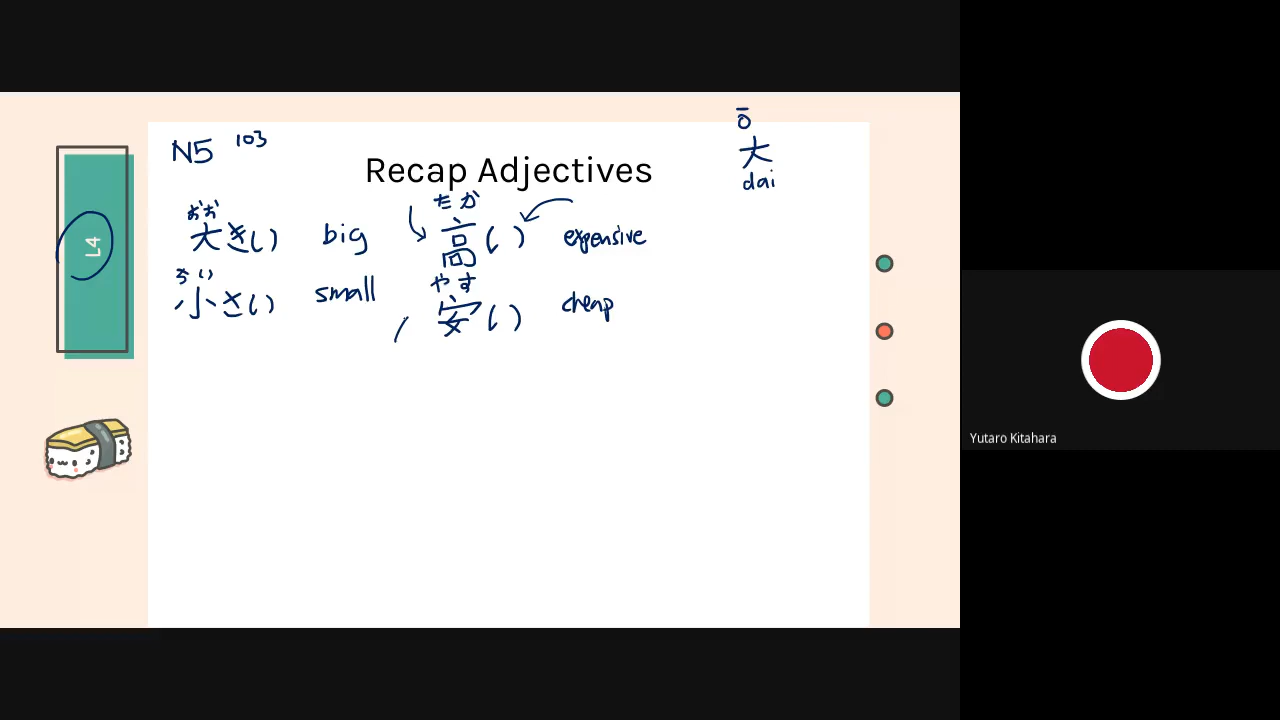 N5 103
Recap Adjectives
ō
大
dai
おお
大きい big
ちい
小さい small
たか
高い expensive
やす
安い cheap
L4
Yutaro Kitahara